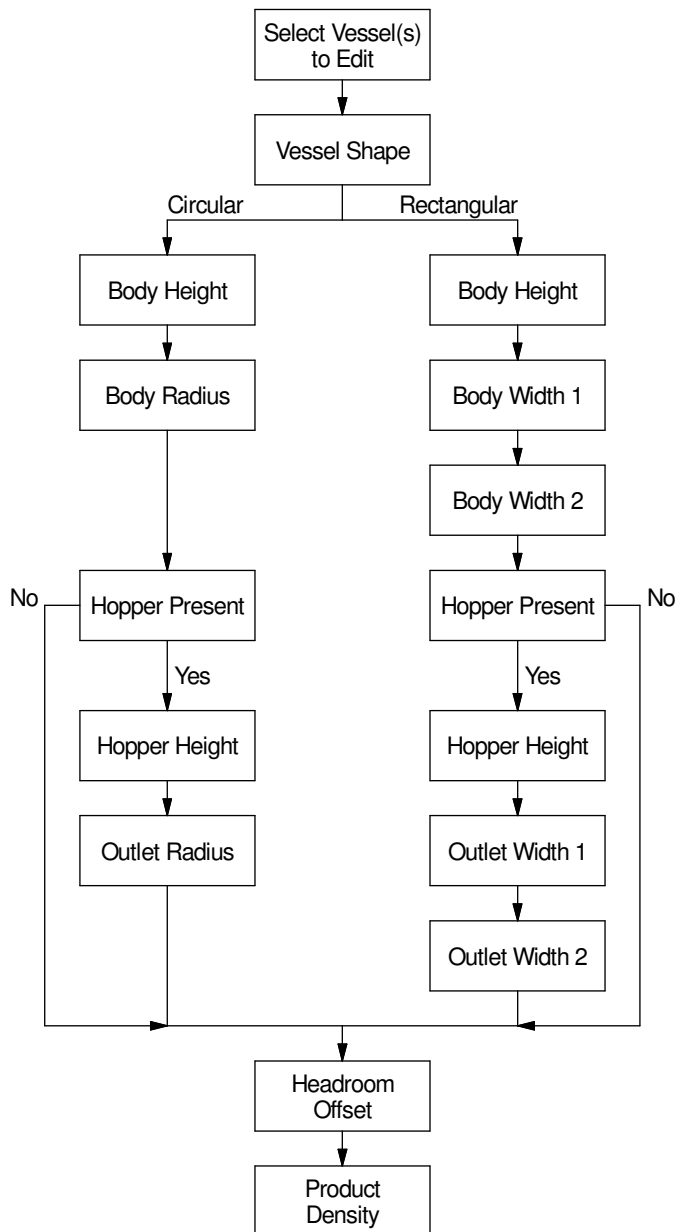 Select Vessel(s)
to Edit
Vessel Shape
Circular
Rectangular
Body Height
Body Height
Body Radius
Body Width 1
Body Width 2
No
Hopper Present
Hopper Present
No
Yes
Yes
Hopper Height
Hopper Height
Outlet Radius
Outlet Width 1
Outlet Width 2
Headroom
Offset
Product
Density